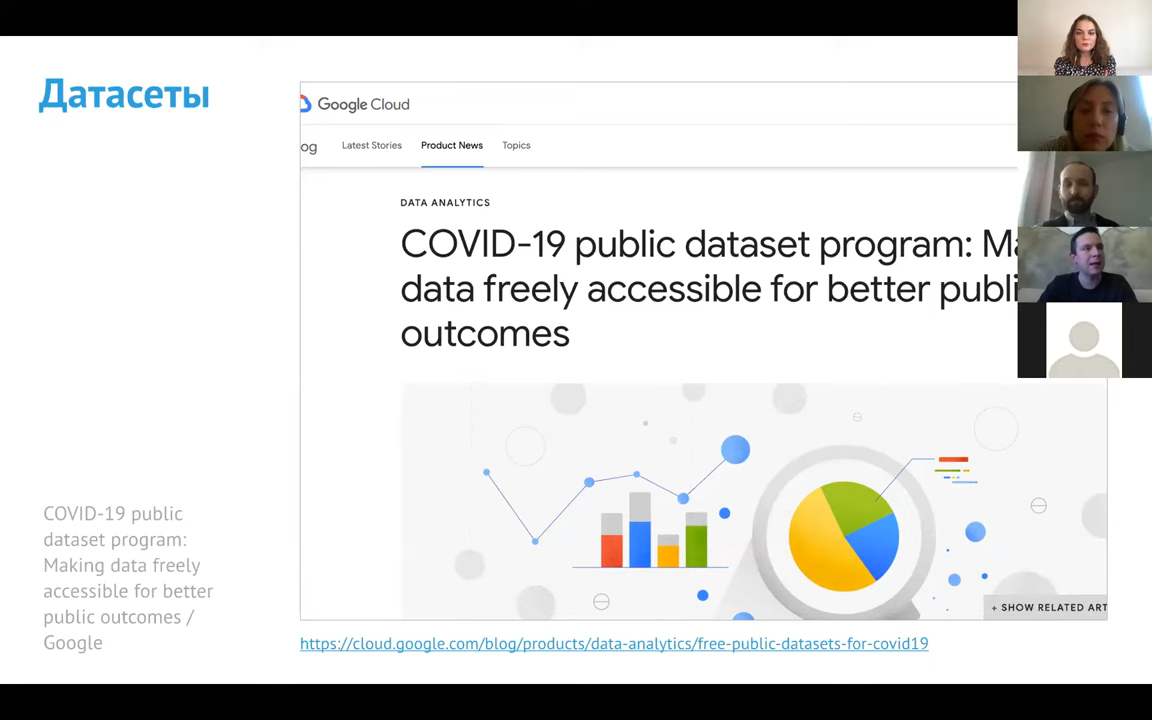 Датасеты
Google Cloud
og
Latest Stories
Product News
Topics
DATA ANALYTICS
COVID-19 public dataset program: Ma
data freely accessible for better publi
outcomes
+ SHOW RELATED ART
COVID-19 public
dataset program:
Making data freely
accessible for better
public outcomes /
Google
https://cloud.google.com/blog/products/data-analytics/free-public-datasets-for-covid19